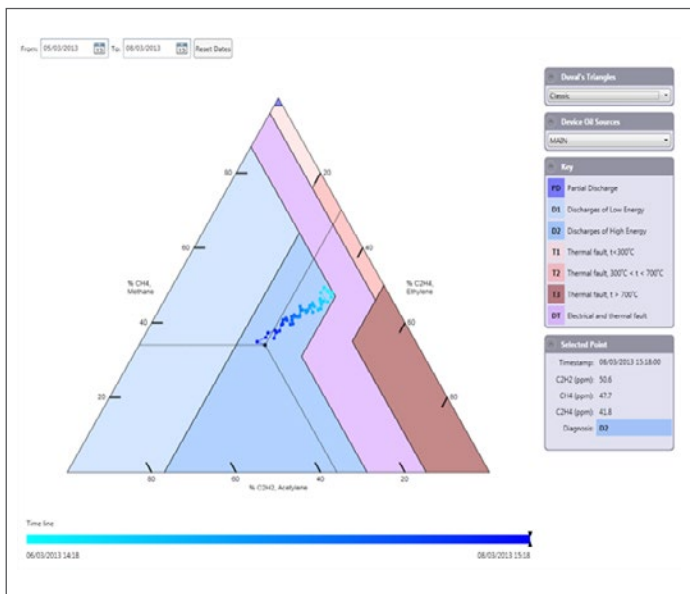 From: 05/03/2013 To: 08/03/2013 Reset Dates
Duval's Triangles
Classic
Device Oil Sources
MAIN
Key
PD Partial Discharge
D1 Discharges of Low Energy
D2 Discharges of High Energy
T1 Thermal fault, t<300°C
T2 Thermal fault, 300°C < t < 700°C
T3 Thermal fault, t > 700°C
DT Electrical and thermal fault
Selected Point
Timestamp: 08/03/2013 15:18:00
C2H2 (ppm): 50.6
CH4 (ppm): 47.7
C2H4 (ppm): 41.8
Diagnosis: D2
80
20
60
40
% CH4,
Methane
% C2H4,
Ethylene
40
60
20
80
80
60
40
20
% C2H2, Acetylene
Time line
06/03/2013 14:18
08/03/2013 15:18